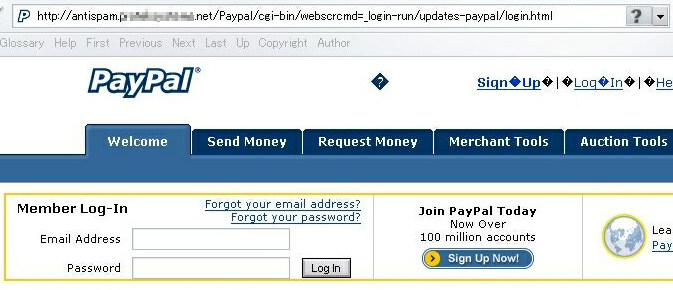 http://antispam. .net/Paypal/cgi-bin/webscrcmd=_login-run/updates-paypal/login.html
Glossary Help First Previous Next Last Up Copyright Author
PayPal®
Sign�Up�|�Log�In�|�He
Welcome Send Money Request Money Merchant Tools Auction Tools
Member Log-In
Forgot your email address?
Forgot your password?
Email Address
Password
Log In
Join PayPal Today
Now Over
100 million accounts
Sign Up Now!
Lea
Pay